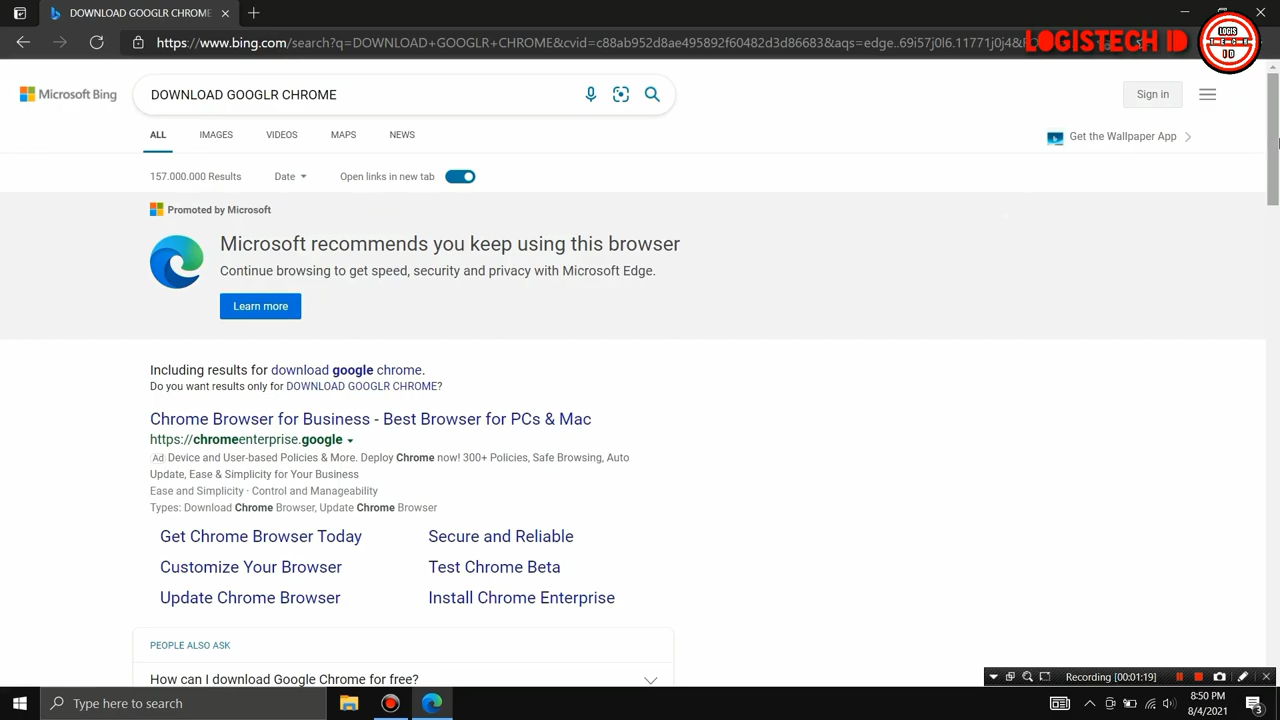 DOWNLOAD GOOGLR CHROME
https://www.bing.com/search?q=DOWNLOAD+GOOGLR+CHROME&cvid=c88ab952d8ae495892f60482d3d86683&aqs=edge..69i57j0l6.11771j0j4&
LOGISTECH ID
LOGIS
TECH
ID
Microsoft Bing
DOWNLOAD GOOGLR CHROME
Sign in
ALL IMAGES VIDEOS MAPS NEWS
Get the Wallpaper App
157.000.000 Results Date Open links in new tab
Promoted by Microsoft
Microsoft recommends you keep using this browser
Continue browsing to get speed, security and privacy with Microsoft Edge.
Learn more
Including results for download google chrome.
Do you want results only for DOWNLOAD GOOGLR CHROME?
Chrome Browser for Business - Best Browser for PCs & Mac
https://chromeenterprise.google
Ad Device and User-based Policies & More. Deploy Chrome now! 300+ Policies, Safe Browsing, Auto
Update, Ease & Simplicity for Your Business
Ease and Simplicity · Control and Manageability
Types: Download Chrome Browser, Update Chrome Browser
Get Chrome Browser Today Secure and Reliable
Customize Your Browser Test Chrome Beta
Update Chrome Browser Install Chrome Enterprise
PEOPLE ALSO ASK
How can I download Google Chrome for free?
Recording [00:01:19]
Type here to search
8:50 PM
8/4/2021
3